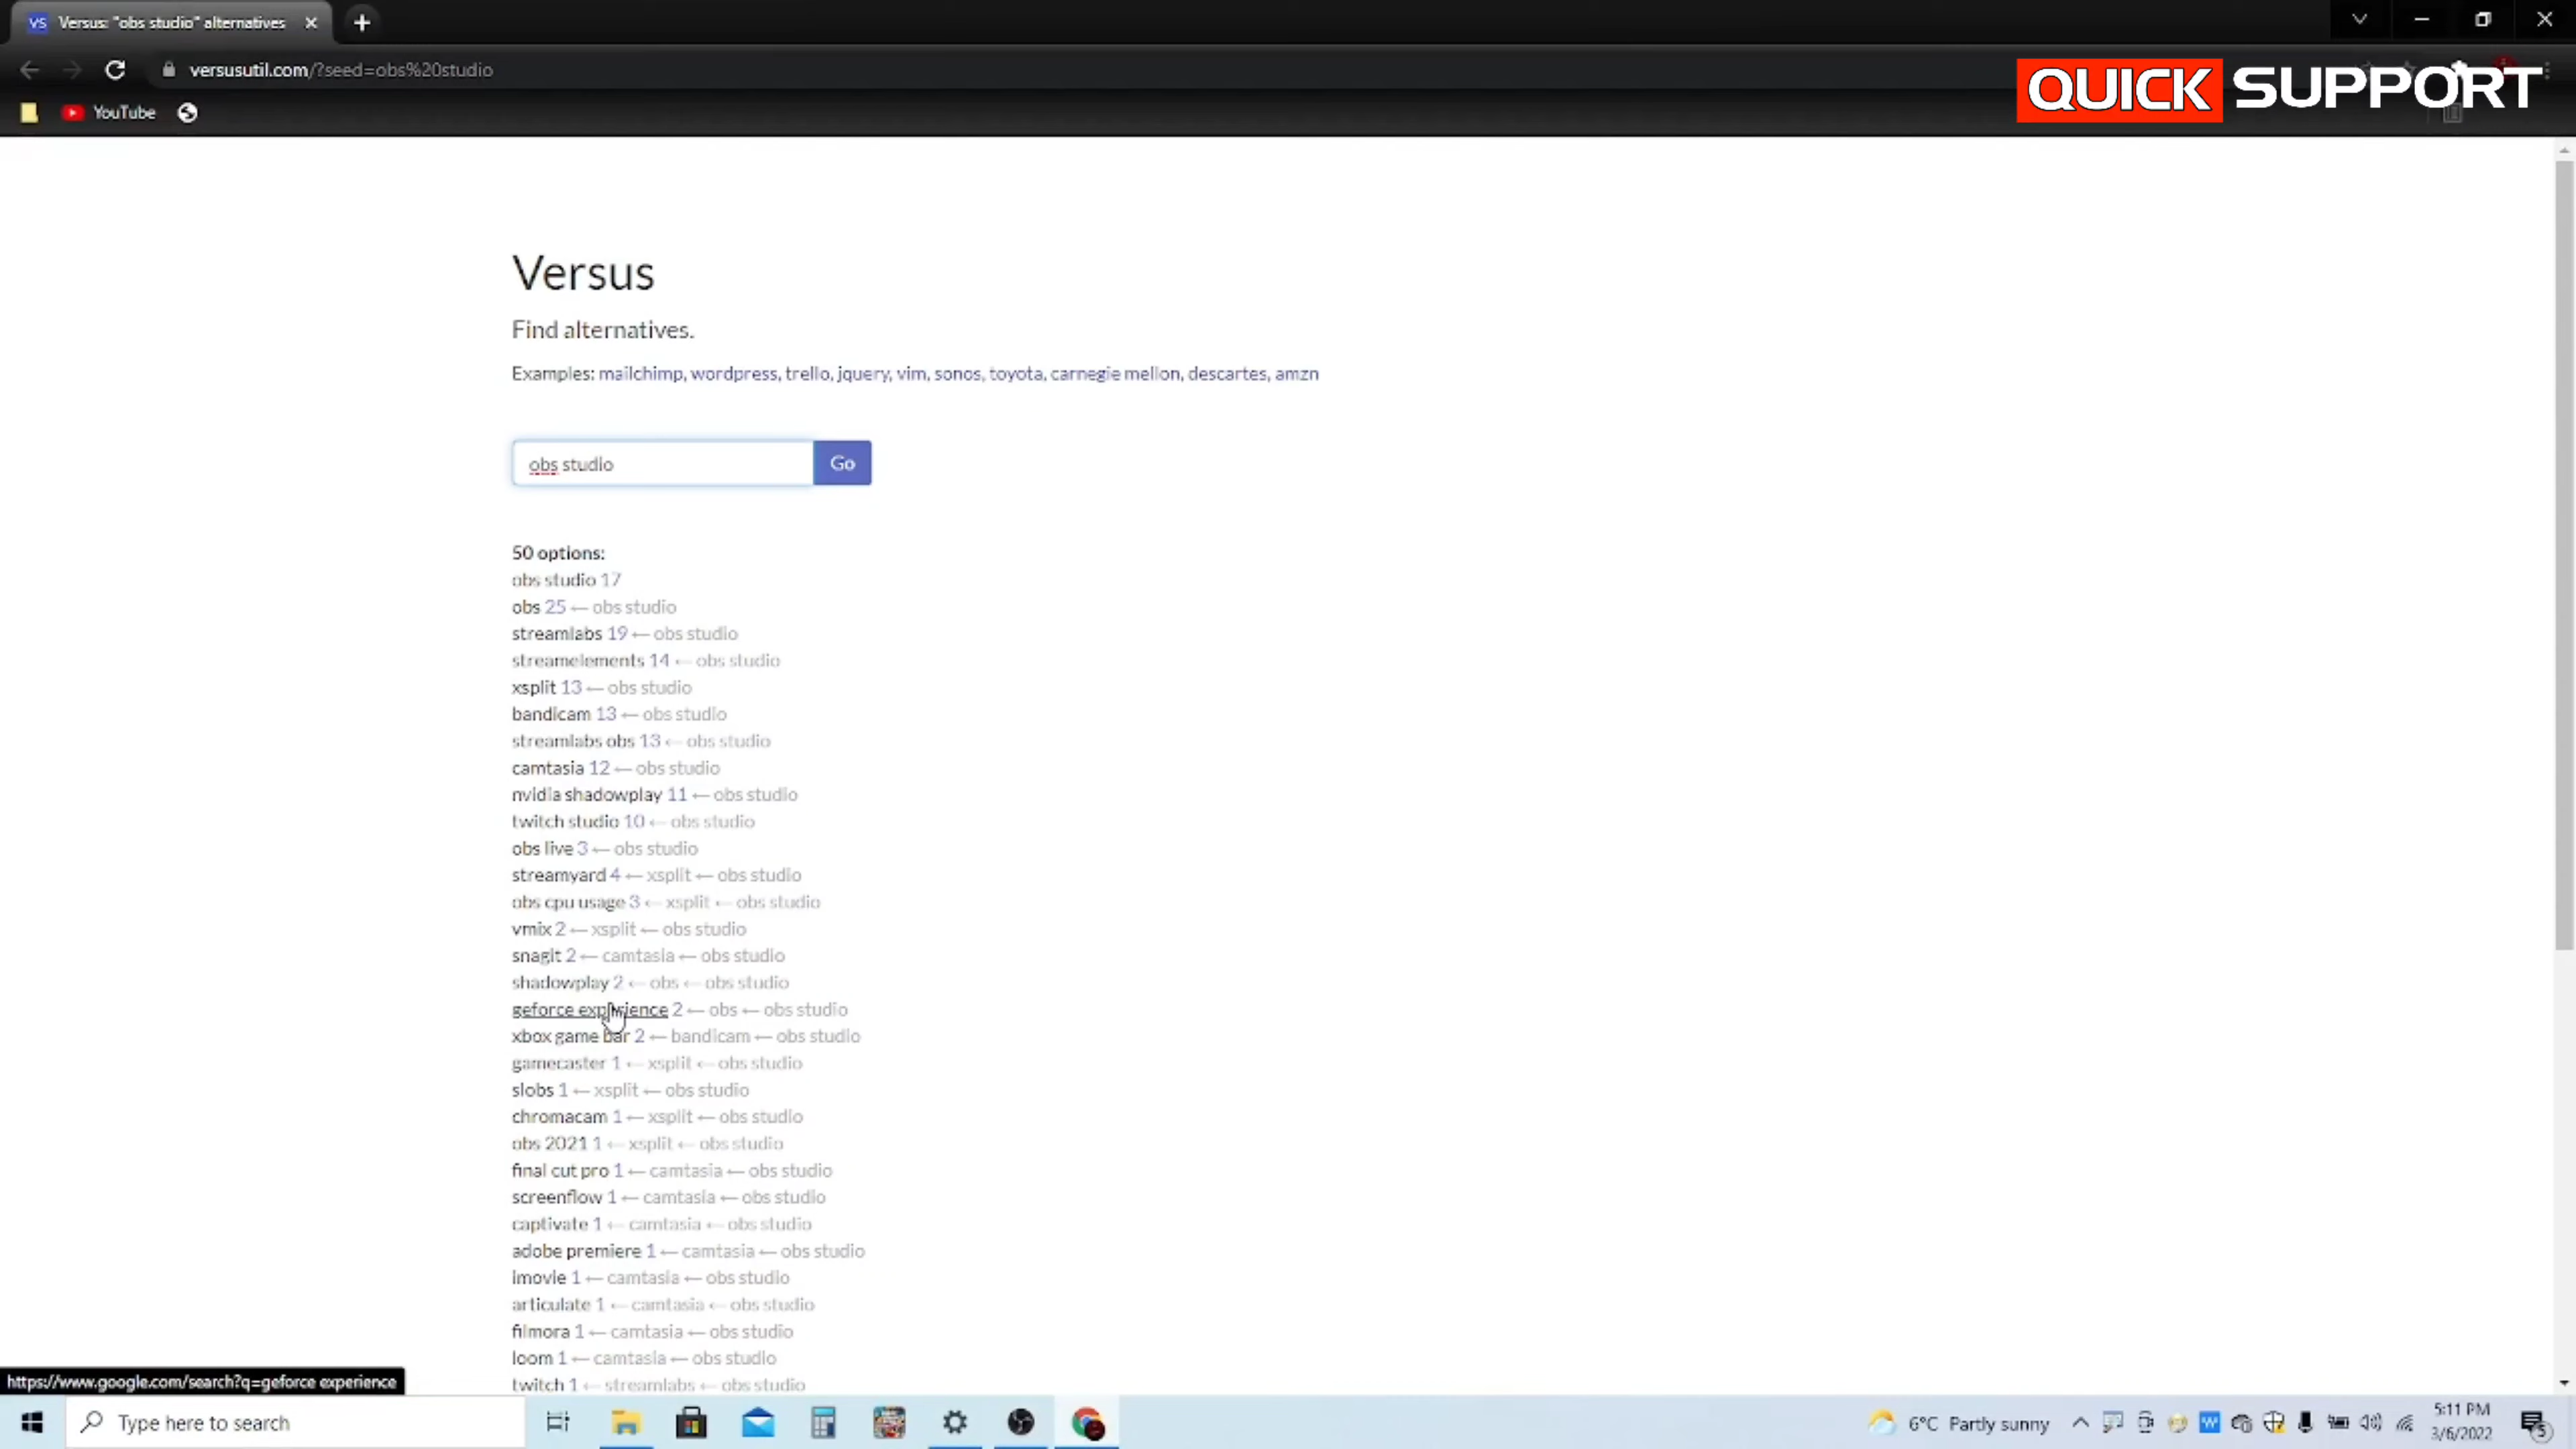 VS Versus: "obs studio" alternatives
versusutil.com/?seed=obs%20studio
QUICK SUPPORT
YouTube
Versus
Find alternatives.
Examples: mailchimp, wordpress, trello, jquery, vim, sonos, toyota, carnegie mellon, descartes, amzn
obs studio Go
50 options:
obs studio 17
obs 25 ← obs studio
streamlabs 19 ← obs studio
streamelements 14 ← obs studio
xsplit 13 ← obs studio
bandicam 13 ← obs studio
streamlabs obs 13 ← obs studio
camtasia 12 ← obs studio
nvidia shadowplay 11 ← obs studio
twitch studio 10 ← obs studio
obs live 3 ← obs studio
streamyard 4 ← xsplit ← obs studio
obs cpu usage 3 ← xsplit ← obs studio
vmix 2 ← xsplit ← obs studio
snagit 2 ← camtasia ← obs studio
shadowplay 2 ← obs ← obs studio
geforce experience 2 ← obs ← obs studio
xbox game bar 2 ← bandicam ← obs studio
gamecaster 1 ← xsplit ← obs studio
slobs 1 ← xsplit ← obs studio
chromacam 1 ← xsplit ← obs studio
obs 2021 1 ← xsplit ← obs studio
final cut pro 1 ← camtasia ← obs studio
screenflow 1 ← camtasia ← obs studio
captivate 1 ← camtasia ← obs studio
adobe premiere 1 ← camtasia ← obs studio
imovie 1 ← camtasia ← obs studio
articulate 1 ← camtasia ← obs studio
filmora 1 ← camtasia ← obs studio
loom 1 ← camtasia ← obs studio
twitch 1 ← streamlabs ← obs studio
https://www.google.com/search?q=geforce experience
Type here to search
6°C Partly sunny
5:11 PM
3/6/2022
5